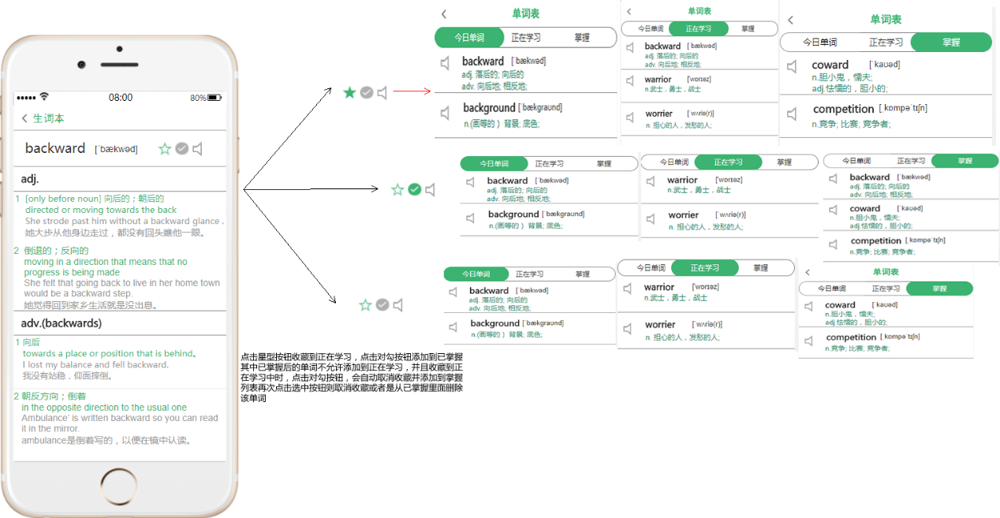 08:00
80%
生词本
backward [ˈbækwəd]
adj.
1 [only before noun] 向后的；朝后的
directed or moving towards the back
She strode past him without a backward glance .
她大步从他身边走过，都没有回头瞧他一眼。
2 倒退的；反向的
moving in a direction that means that no
progress is being made
She felt that going back to live in her home town
would be a backward step.
她觉得回到家乡生活就是没出息。
adv.(backwards)
1 向后
towards a place or position that is behind。
I lost my balance and fell backward.
我没有站稳，仰面摔倒。
2 朝反方向；倒着
in the opposite direction to the usual one
Ambulance’ is written backward so you can read
it in the mirror.
ambulance是倒着写的，以便在镜中认读。
点击星型按钮收藏到正在学习，点击对勾按钮添加到已掌握
其中已掌握后的单词不允许添加到正在学习，并且收藏到正
在学习中时，点击对勾按钮，会自动取消收藏并添加到掌握
列表再次点击选中按钮则取消收藏或者是从已掌握里面删除
该单词
单词表
今日单词 正在学习 掌握
backward [ˈbækwəd]
adj. 落后的; 向后的
adv. 向后地; 相反地;
background [ˈbækgraʊnd]
n.(画等的 ) 背景; 底色;
单词表
今日单词 正在学习 掌握
backward [ˈbækwəd]
adj. 落后的; 向后的
adv. 向后地; 相反地;
warrior [ˈwɒrɪəz]
n.武士，勇士，战士
worrier [ˈwʌriə(r)]
n. 担心的人，发愁的人;
单词表
今日单词 正在学习 掌握
coward [ˈkaʊəd]
n.胆小鬼，懦夫;
adj.怯懦的，胆小的;
competition [ˌkɒmpəˈtɪʃn]
n.竞争; 比赛; 竞争者;
今日单词 正在学习 掌握
backward [ˈbækwəd]
adj. 落后的; 向后的
adv. 向后地; 相反地;
background [ˈbækgraʊnd]
n.(画等的 ) 背景; 底色;
今日单词 正在学习 掌握
warrior [ˈwɒrɪəz]
n.武士，勇士，战士
worrier [ˈwʌriə(r)]
n. 担心的人，发愁的人;
今日单词 正在学习 掌握
backward [ˈbækwəd]
adj. 落后的; 向后的
adv. 向后地; 相反地;
coward [ˈkaʊəd]
n.胆小鬼，懦夫;
adj.怯懦的，胆小的;
competition [ˌkɒmpəˈtɪʃn]
n.竞争; 比赛; 竞争者;
今日单词 正在学习 掌握
backward [ˈbækwəd]
adj. 落后的; 向后的
adv. 向后地; 相反地;
background [ˈbækgraʊnd]
n.(画等的 ) 背景; 底色;
今日单词 正在学习 掌握
warrior [ˈwɒrɪəz]
n.武士，勇士，战士
worrier [ˈwʌriə(r)]
n. 担心的人，发愁的人;
单词表
今日单词 正在学习 掌握
coward [ˈkaʊəd]
n.胆小鬼，懦夫;
adj.怯懦的，胆小的;
competition [ˌkɒmpəˈtɪʃn]
n.竞争; 比赛; 竞争者;